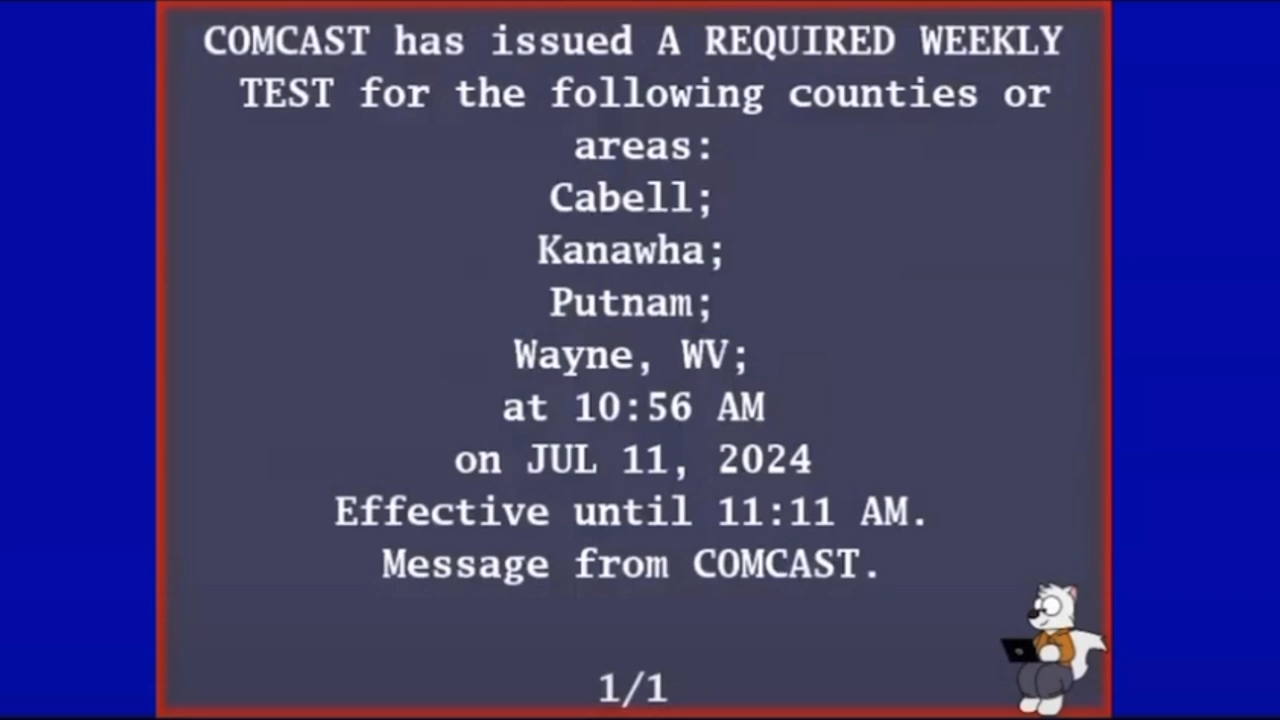 COMCAST has issued A REQUIRED WEEKLY
TEST for the following counties or
areas:
Cabell;
Kanawha;
Putnam;
Wayne, WV;
at 10:56 AM
on JUL 11, 2024
Effective until 11:11 AM.
Message from COMCAST.
1/1